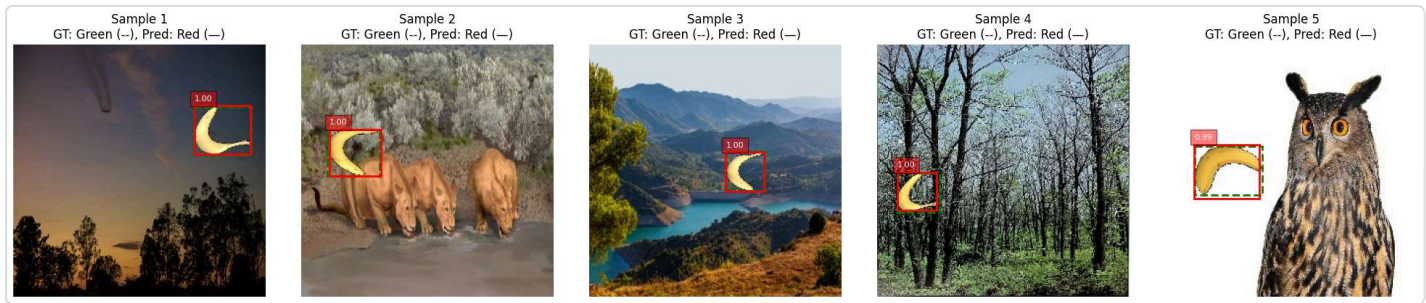 Sample 1
GT: Green (--), Pred: Red (—)
1.00
Sample 2
GT: Green (--), Pred: Red (—)
1.00
Sample 3
GT: Green (--), Pred: Red (—)
1.00
Sample 4
GT: Green (--), Pred: Red (—)
1.00
Sample 5
GT: Green (--), Pred: Red (—)
0.99